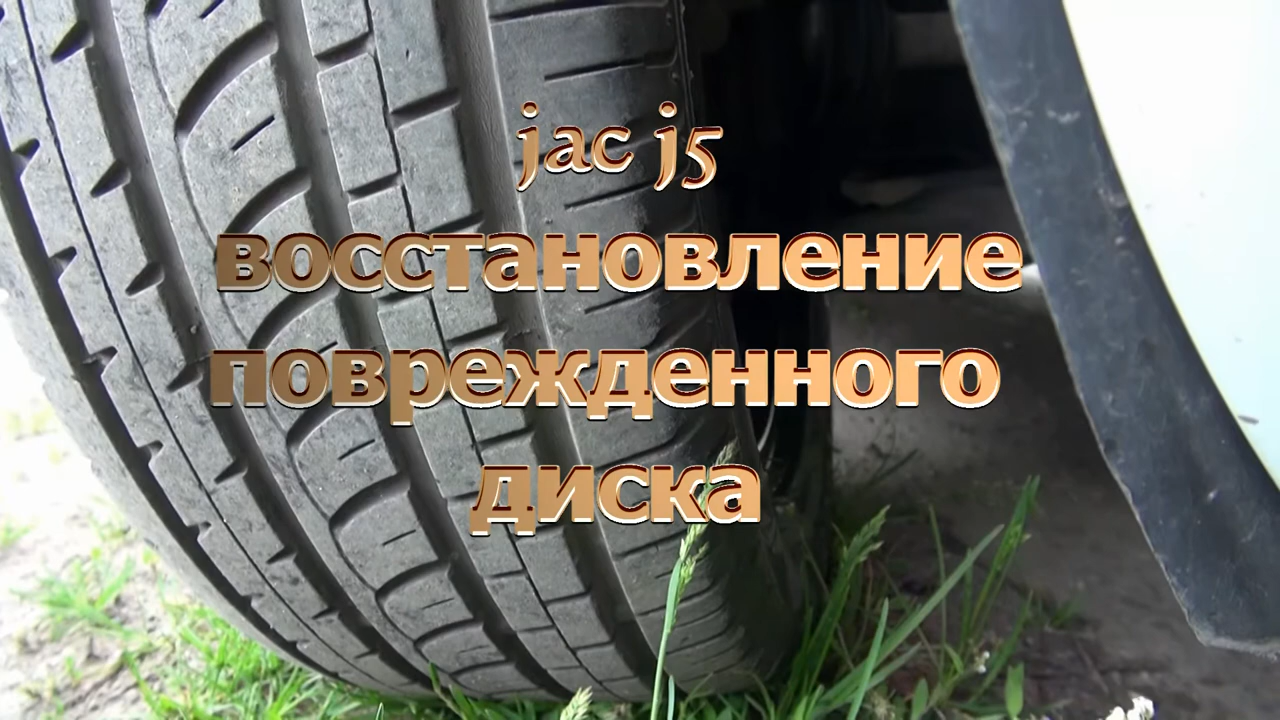 jac j5
восстановление
поврежденного
диска